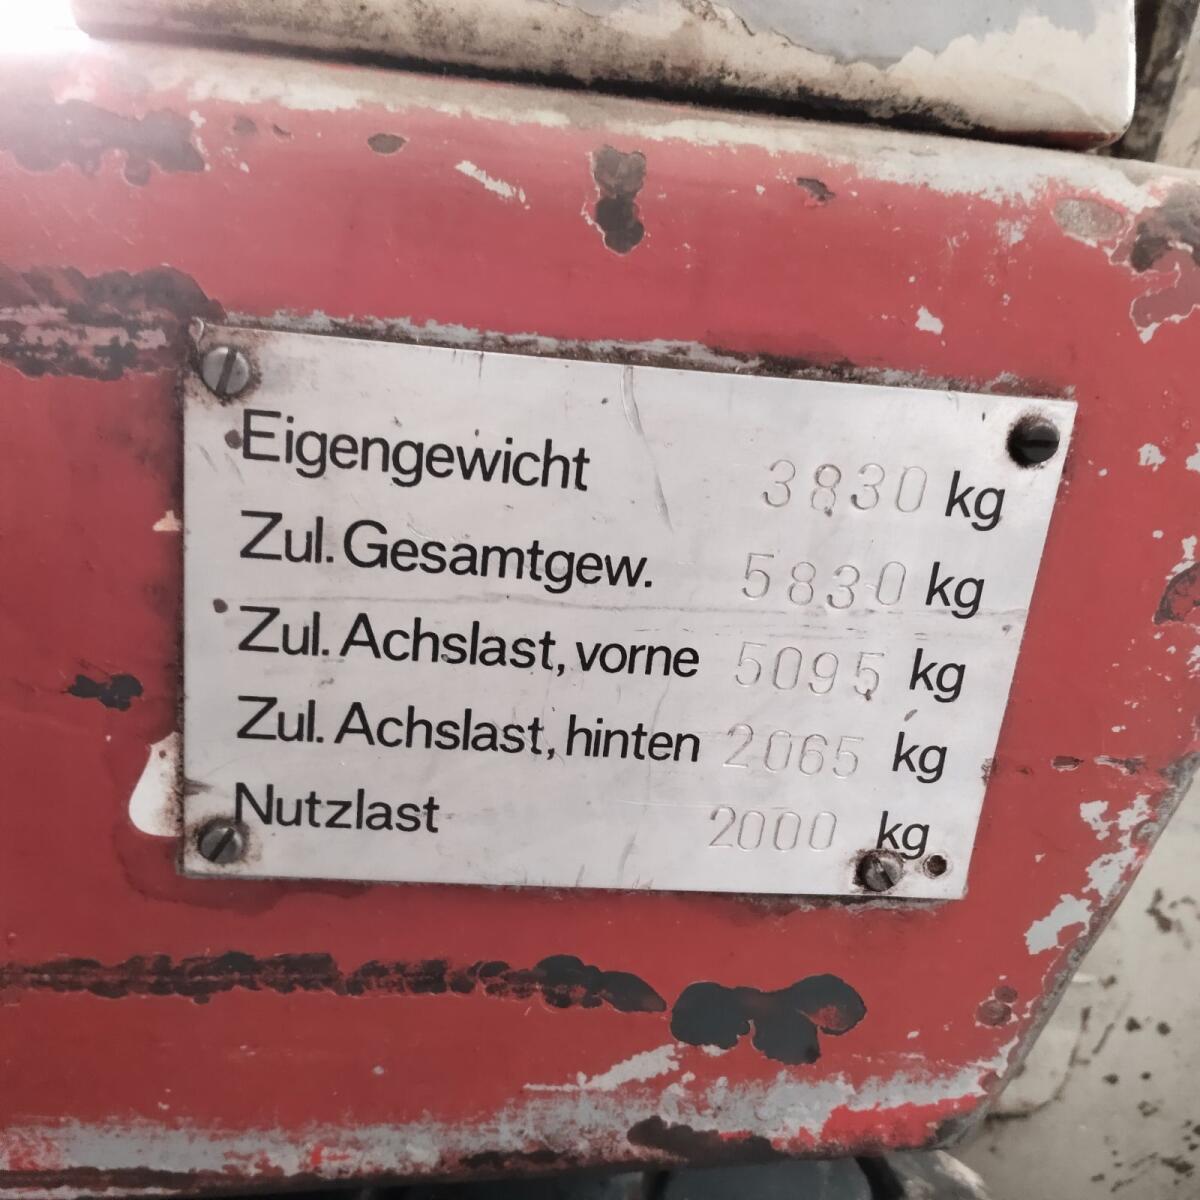 Eigengewicht 3830 kg
Zul. Gesamtgew. 5830 kg
Zul. Achslast, vorne 5095 kg
Zul. Achslast, hinten 2065 kg
Nutzlast 2000 kg